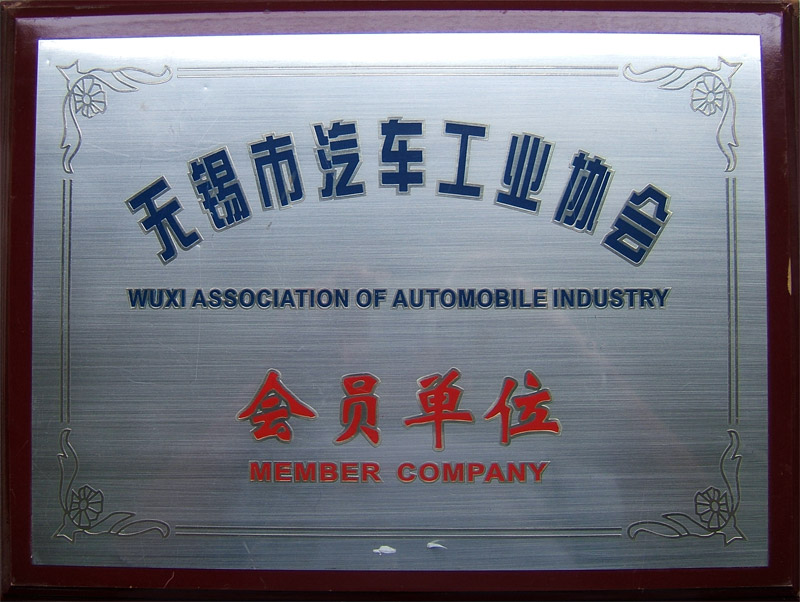 无锡市汽车工业协会
WUXI ASSOCIATION OF AUTOMOBILE INDUSTRY
会员单位
MEMBER COMPANY